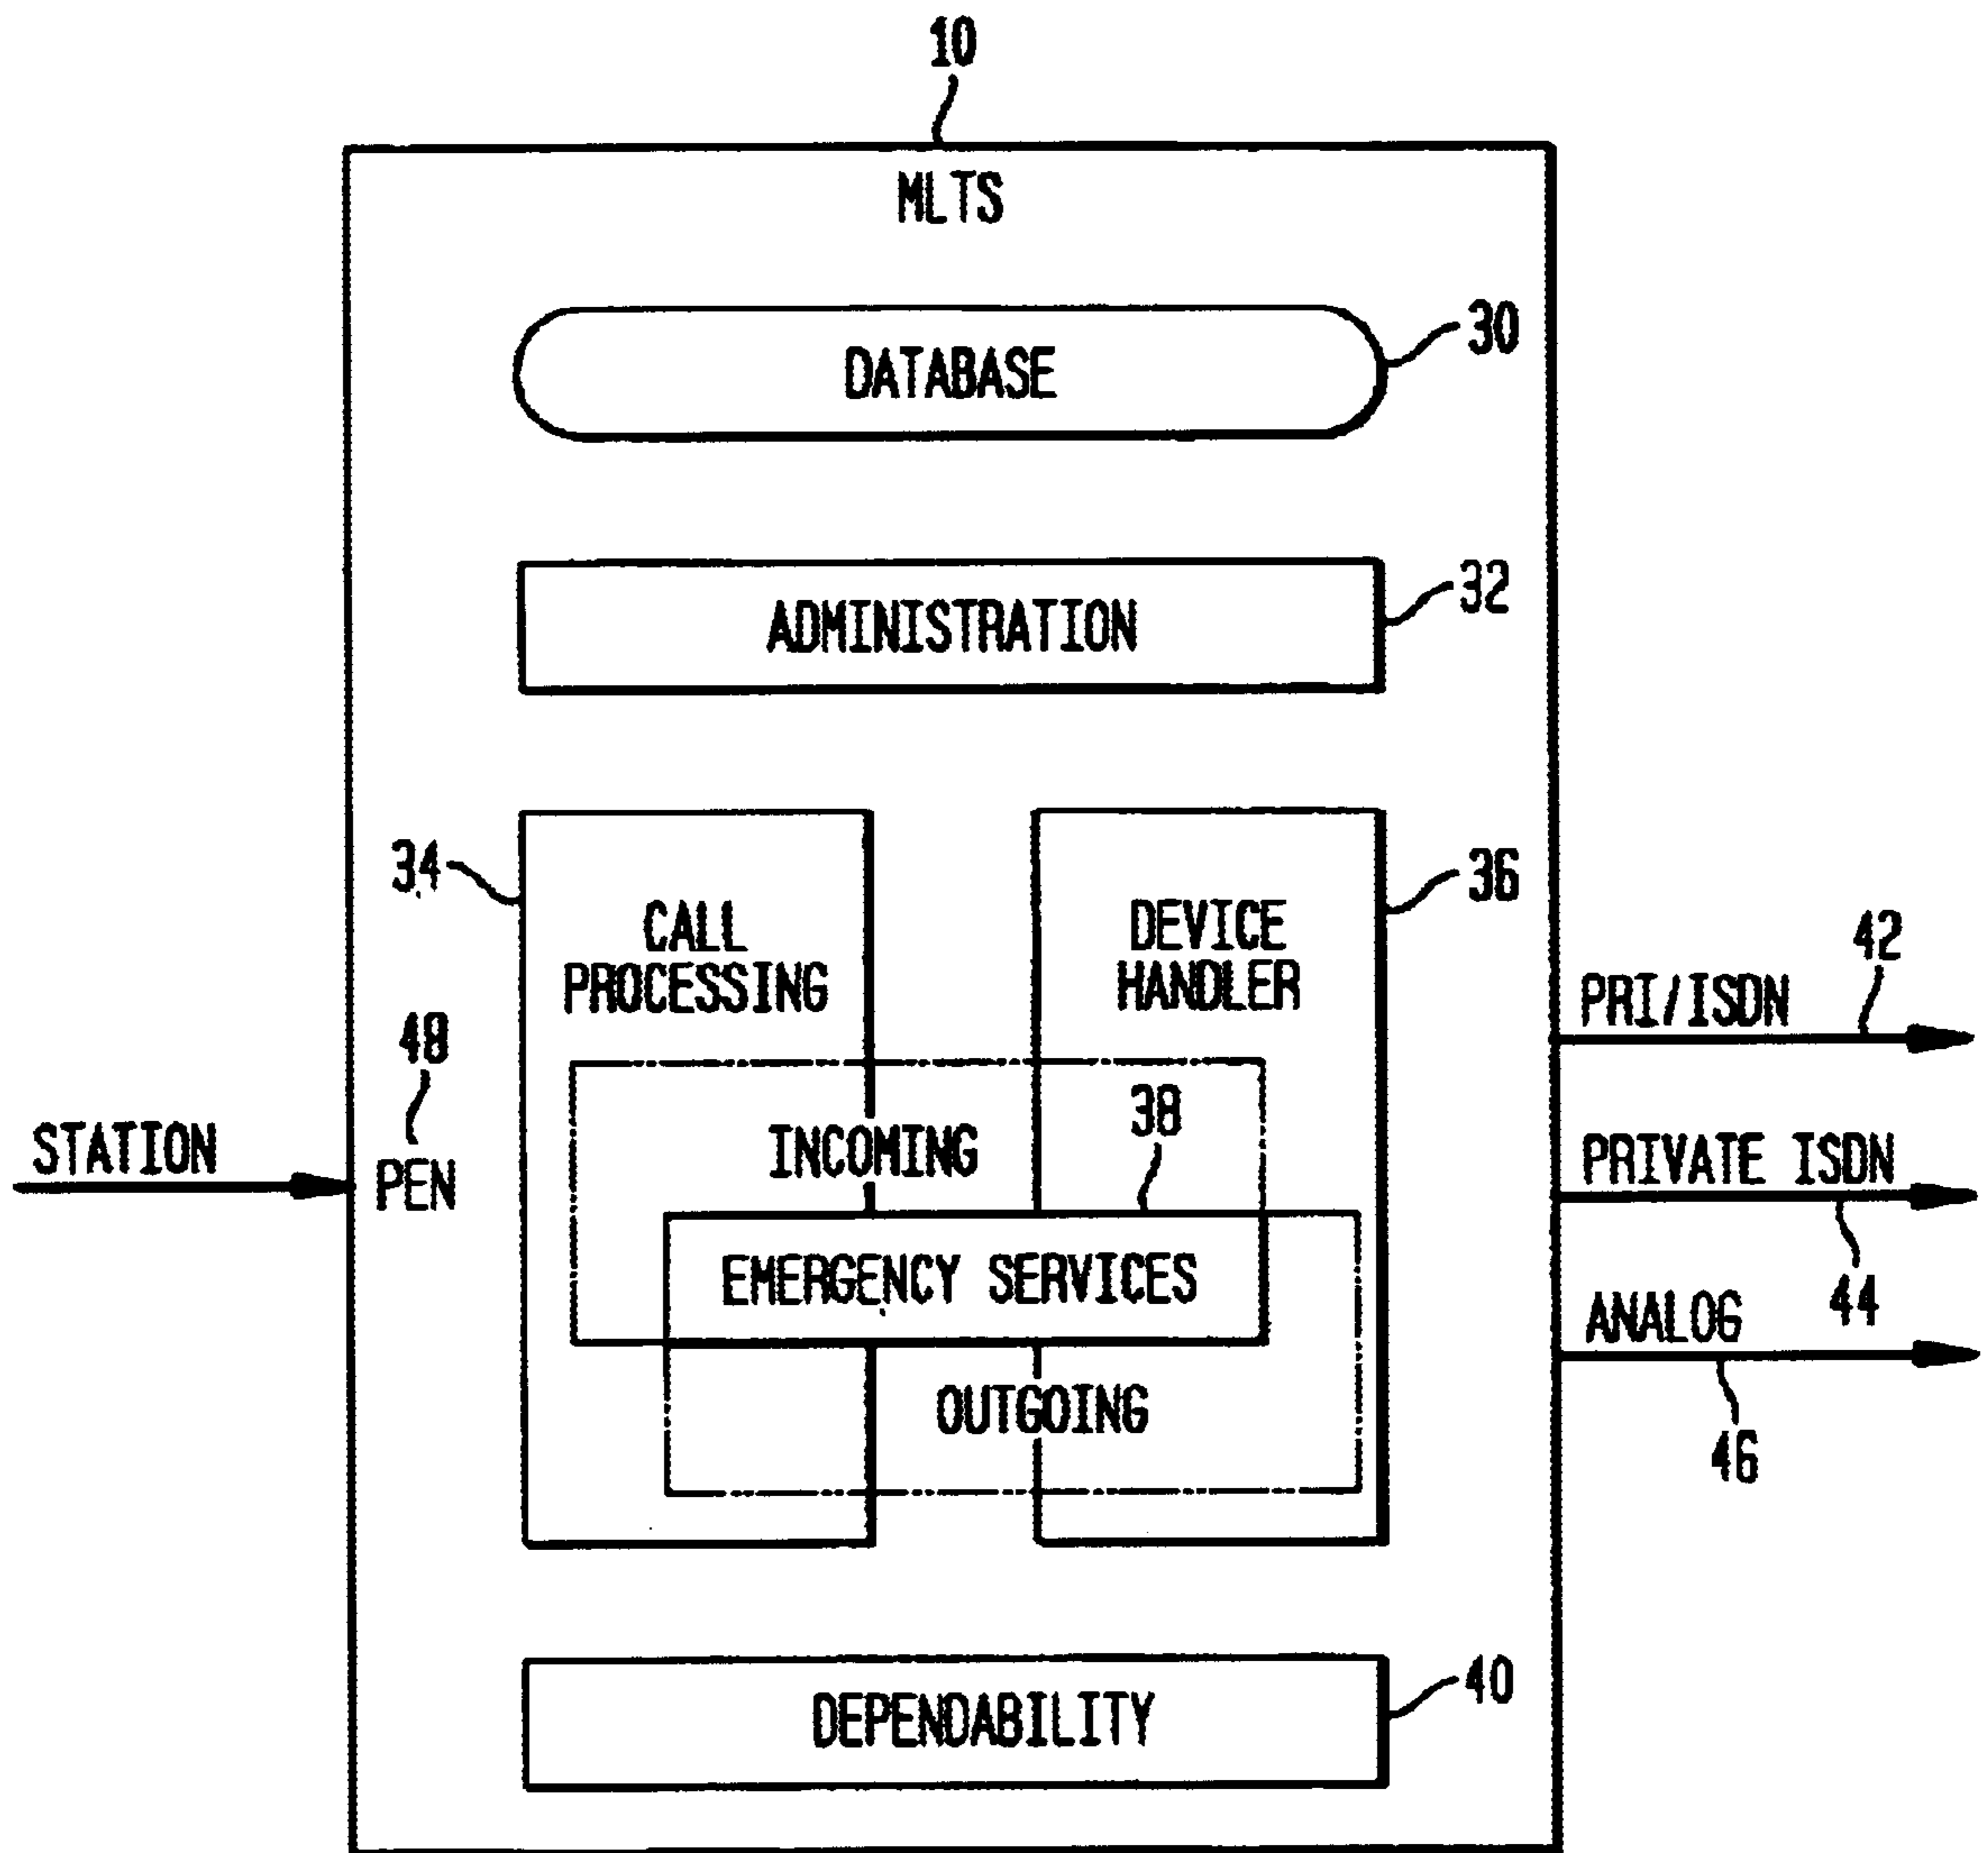 10
MLTS
DATABASE
30
ADMINISTRATION
32
34
CALL
PROCESSING
DEVICE
HANDLER
36
42
PRI/ISDN
48
PEN
STATION
INCOMING
38
PRIVATE ISDN
44
EMERGENCY SERVICES
ANALOG
46
OUTGOING
DEPENDABILITY
40